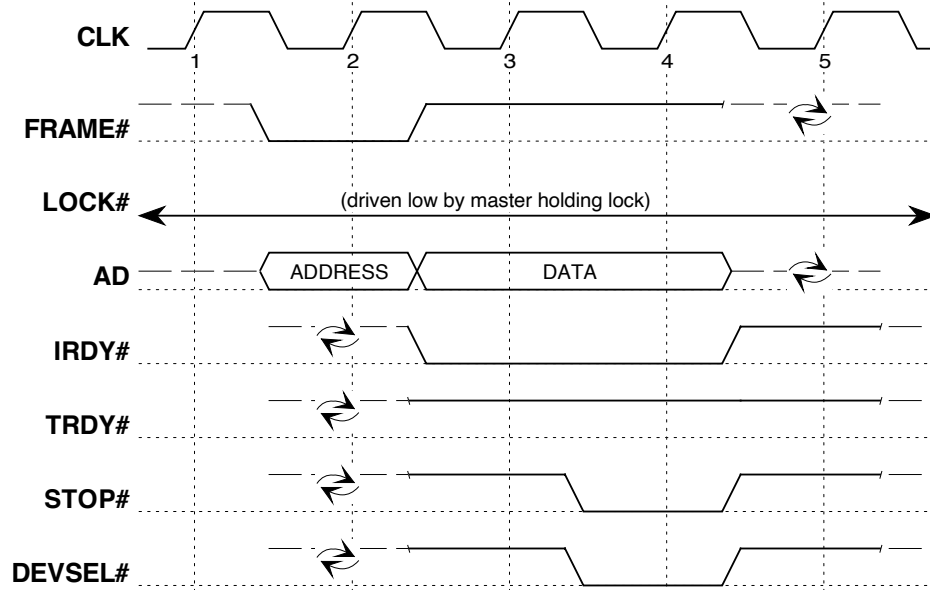 CLK
1 2 3 4 5
FRAME#
LOCK# (driven low by master holding lock)
AD ADDRESS DATA
IRDY#
TRDY#
STOP#
DEVSEL#